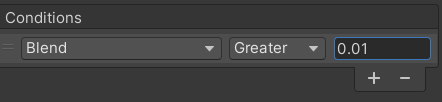 Conditions
Blend Greater 0.01
+ −